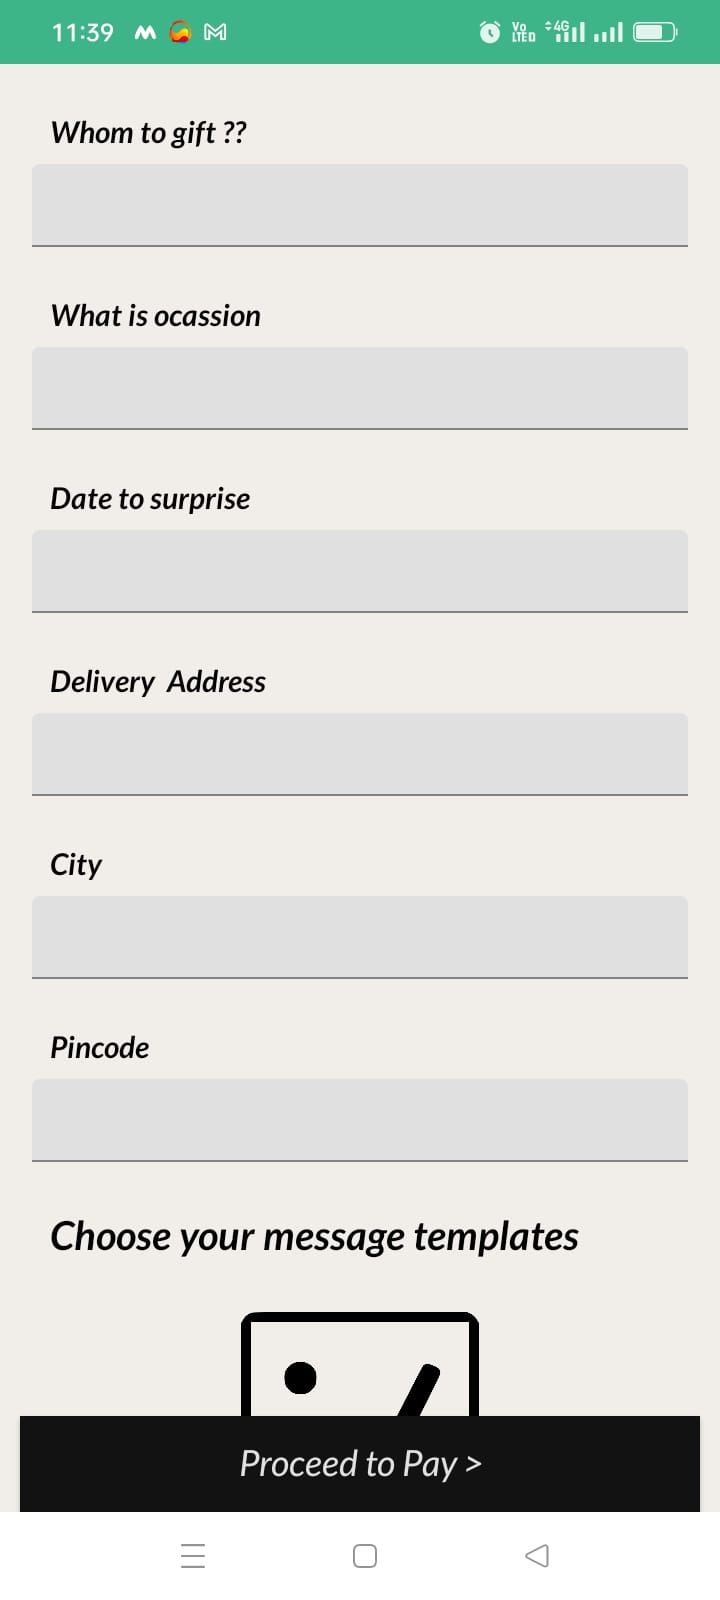 11:39
Vo
LTED
4G
Whom to gift ??
What is ocassion
Date to surprise
Delivery Address
City
Pincode
Choose your message templates
Proceed to Pay >